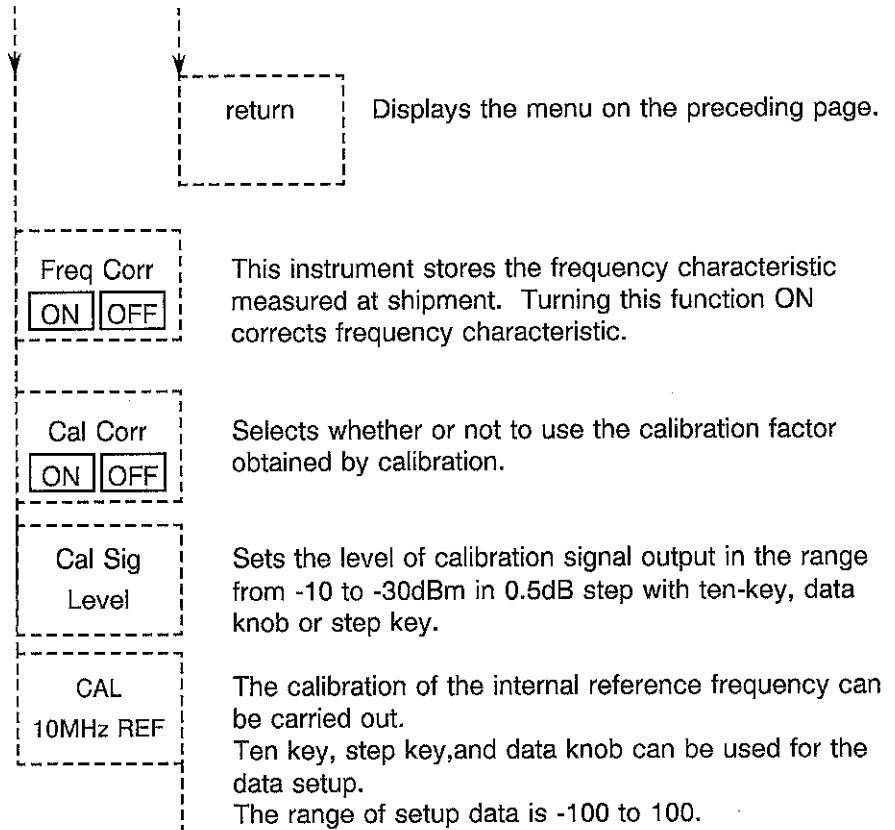 return
Displays the menu on the preceding page.
Freq Corr
ON OFF
This instrument stores the frequency characteristic
measured at shipment. Turning this function ON
corrects frequency characteristic.
Cal Corr
ON OFF
Selects whether or not to use the calibration factor
obtained by calibration.
Cal Sig
Level
Sets the level of calibration signal output in the range
from -10 to -30dBm in 0.5dB step with ten-key, data
knob or step key.
CAL
10MHz REF
The calibration of the internal reference frequency can
be carried out.
Ten key, step key,and data knob can be used for the
data setup.
The range of setup data is -100 to 100.